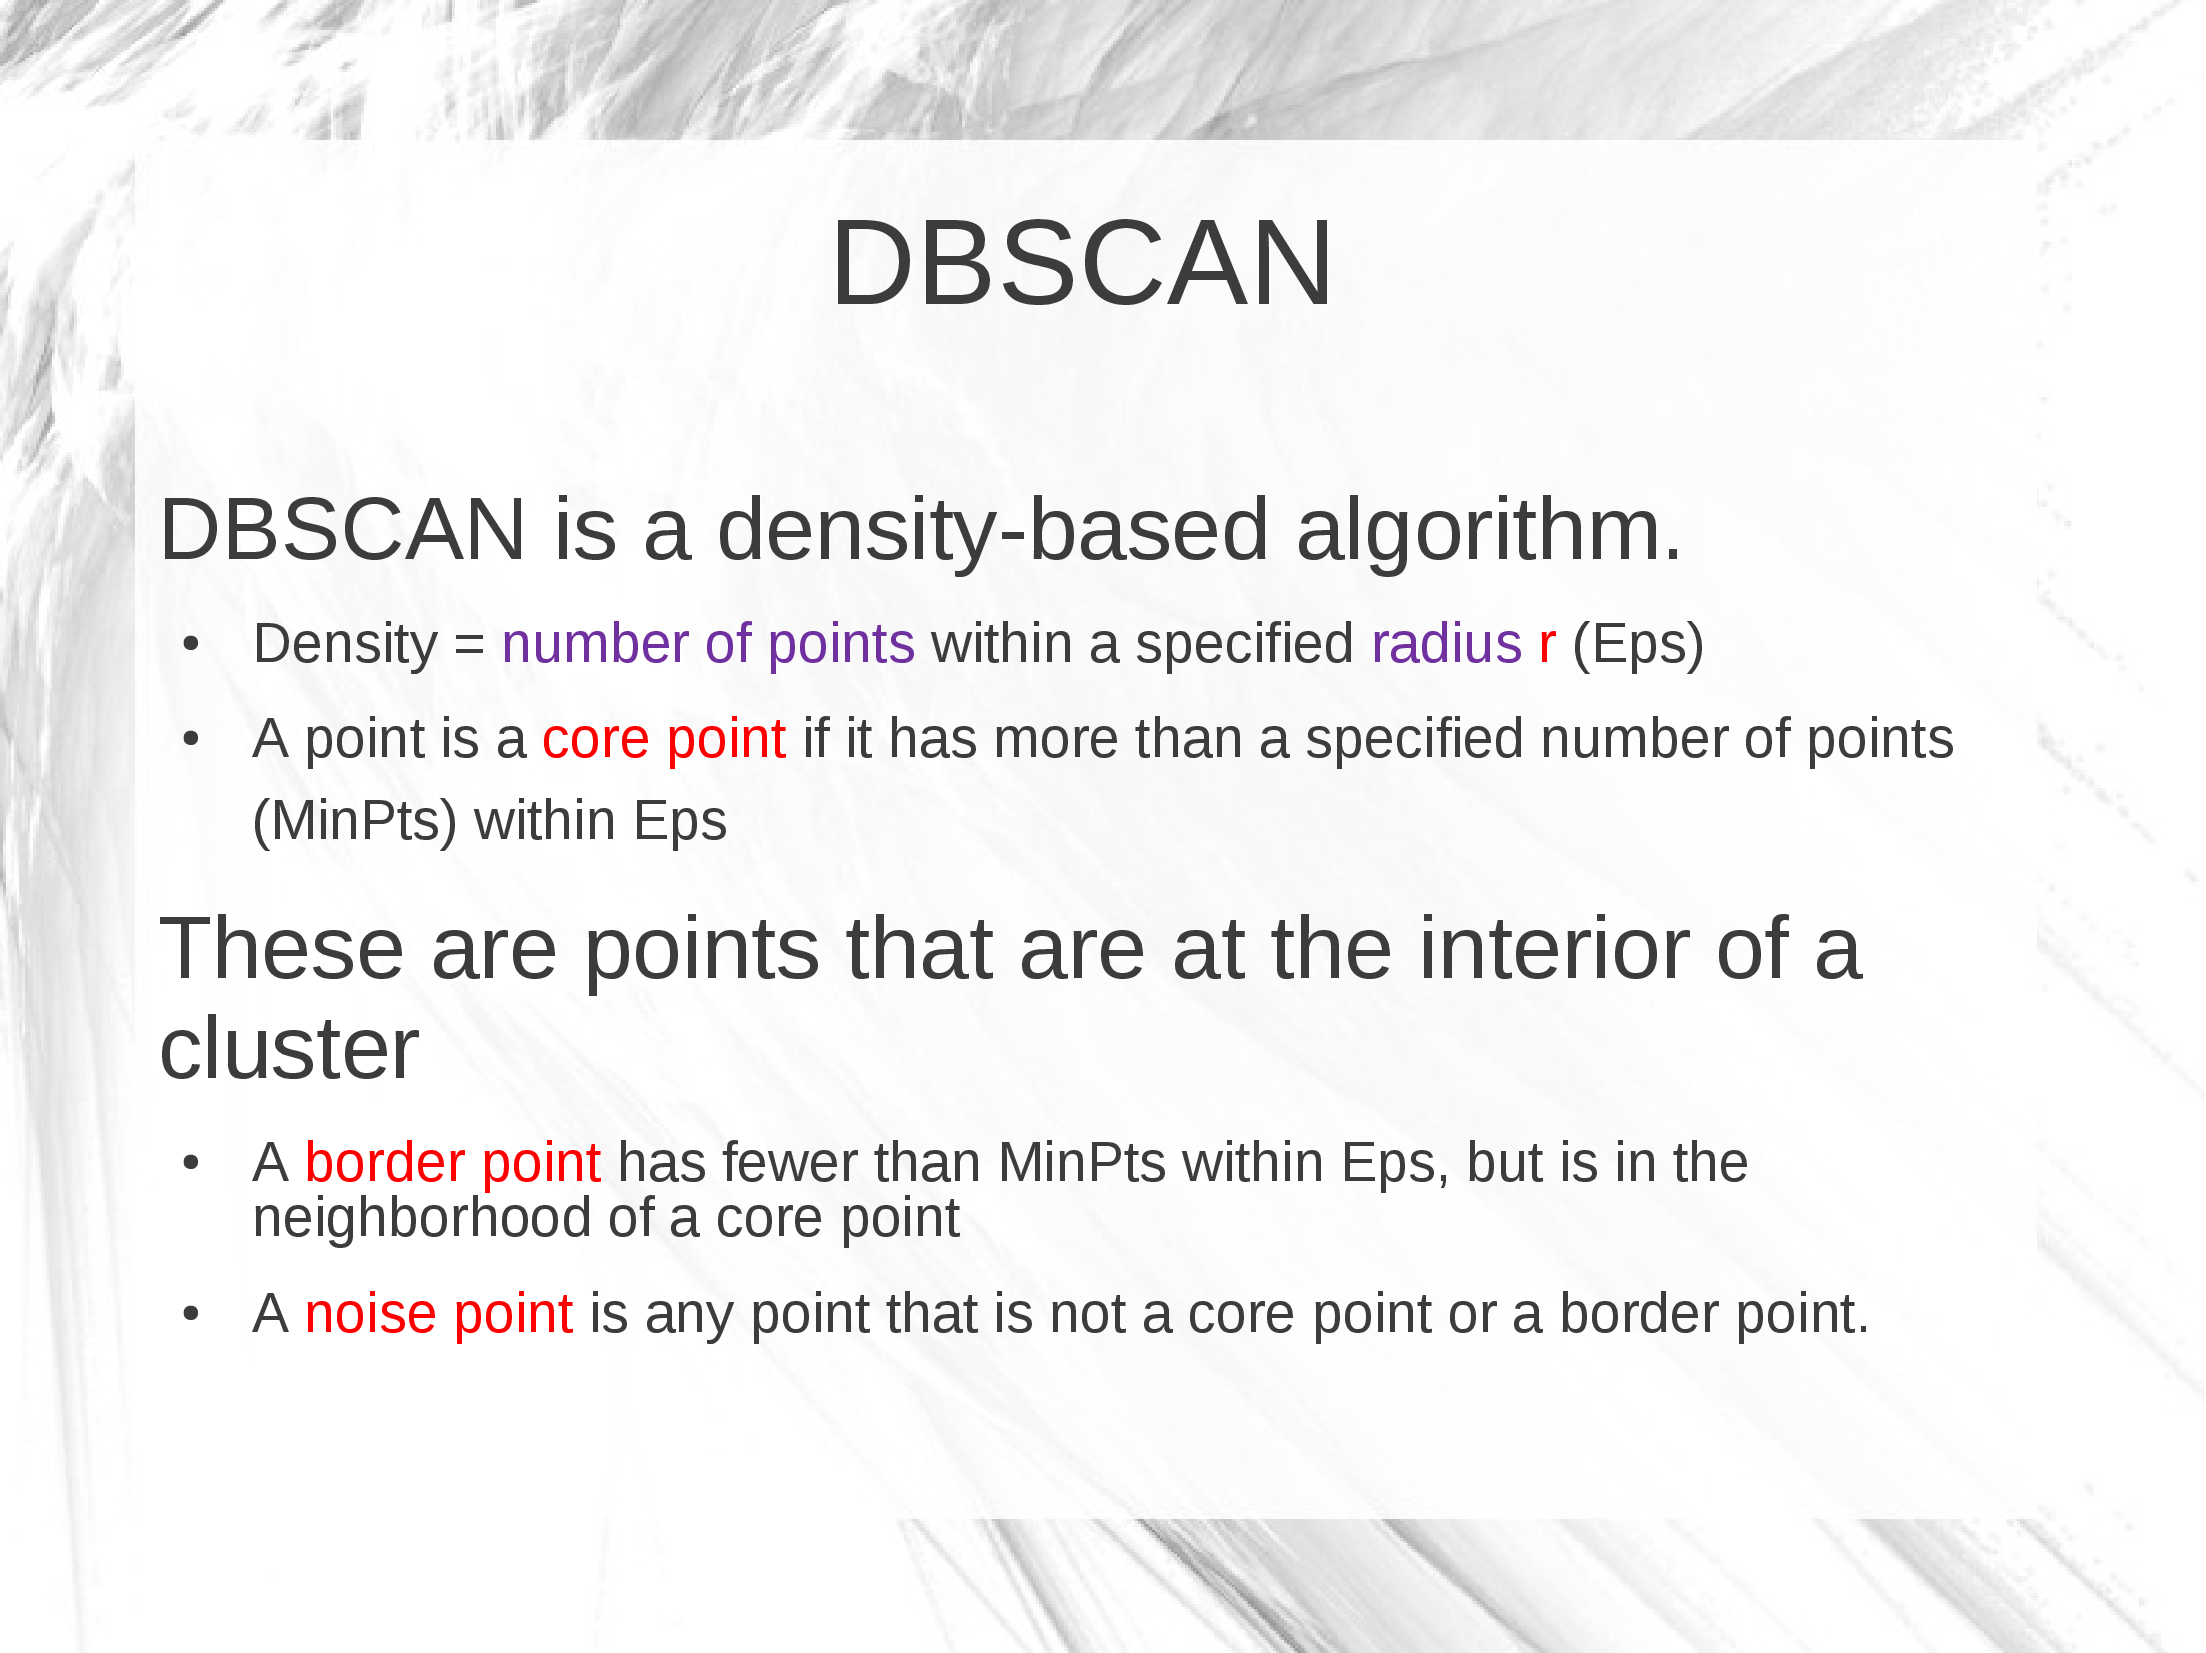 DBSCAN
DBSCAN is a density-based algorithm.
• Density = number of points within a specified radius r (Eps)
• A point is a core point if it has more than a specified number of points
(MinPts) within Eps
These are points that are at the interior of a
cluster
• A border point has fewer than MinPts within Eps, but is in the
neighborhood of a core point
• A noise point is any point that is not a core point or a border point.